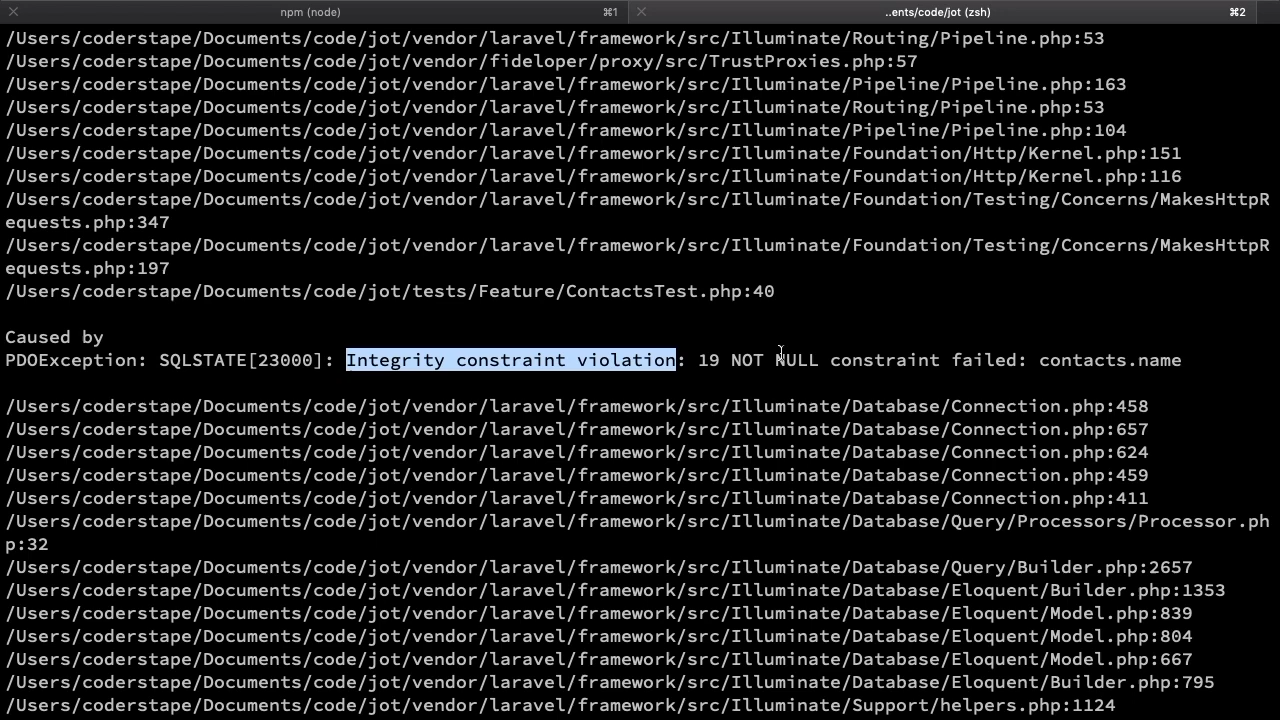 npm (node) ⌘1 ..ents/code/jot (zsh) ⌘2
/Users/coderstape/Documents/code/jot/vendor/laravel/framework/src/Illuminate/Routing/Pipeline.php:53
/Users/coderstape/Documents/code/jot/vendor/fideloper/proxy/src/TrustProxies.php:57
/Users/coderstape/Documents/code/jot/vendor/laravel/framework/src/Illuminate/Pipeline/Pipeline.php:163
/Users/coderstape/Documents/code/jot/vendor/laravel/framework/src/Illuminate/Routing/Pipeline.php:53
/Users/coderstape/Documents/code/jot/vendor/laravel/framework/src/Illuminate/Pipeline/Pipeline.php:104
/Users/coderstape/Documents/code/jot/vendor/laravel/framework/src/Illuminate/Foundation/Http/Kernel.php:151
/Users/coderstape/Documents/code/jot/vendor/laravel/framework/src/Illuminate/Foundation/Http/Kernel.php:116
/Users/coderstape/Documents/code/jot/vendor/laravel/framework/src/Illuminate/Foundation/Testing/Concerns/MakesHttpR
equests.php:347
/Users/coderstape/Documents/code/jot/vendor/laravel/framework/src/Illuminate/Foundation/Testing/Concerns/MakesHttpR
equests.php:197
/Users/coderstape/Documents/code/jot/tests/Feature/ContactsTest.php:40
Caused by
PDOException: SQLSTATE[23000]: Integrity constraint violation: 19 NOT NULL constraint failed: contacts.name
/Users/coderstape/Documents/code/jot/vendor/laravel/framework/src/Illuminate/Database/Connection.php:458
/Users/coderstape/Documents/code/jot/vendor/laravel/framework/src/Illuminate/Database/Connection.php:657
/Users/coderstape/Documents/code/jot/vendor/laravel/framework/src/Illuminate/Database/Connection.php:624
/Users/coderstape/Documents/code/jot/vendor/laravel/framework/src/Illuminate/Database/Connection.php:459
/Users/coderstape/Documents/code/jot/vendor/laravel/framework/src/Illuminate/Database/Connection.php:411
/Users/coderstape/Documents/code/jot/vendor/laravel/framework/src/Illuminate/Database/Query/Processors/Processor.ph
p:32
/Users/coderstape/Documents/code/jot/vendor/laravel/framework/src/Illuminate/Database/Query/Builder.php:2657
/Users/coderstape/Documents/code/jot/vendor/laravel/framework/src/Illuminate/Database/Eloquent/Builder.php:1353
/Users/coderstape/Documents/code/jot/vendor/laravel/framework/src/Illuminate/Database/Eloquent/Model.php:839
/Users/coderstape/Documents/code/jot/vendor/laravel/framework/src/Illuminate/Database/Eloquent/Model.php:804
/Users/coderstape/Documents/code/jot/vendor/laravel/framework/src/Illuminate/Database/Eloquent/Model.php:667
/Users/coderstape/Documents/code/jot/vendor/laravel/framework/src/Illuminate/Database/Eloquent/Builder.php:795
/Users/coderstape/Documents/code/jot/vendor/laravel/framework/src/Illuminate/Support/helpers.php:1124